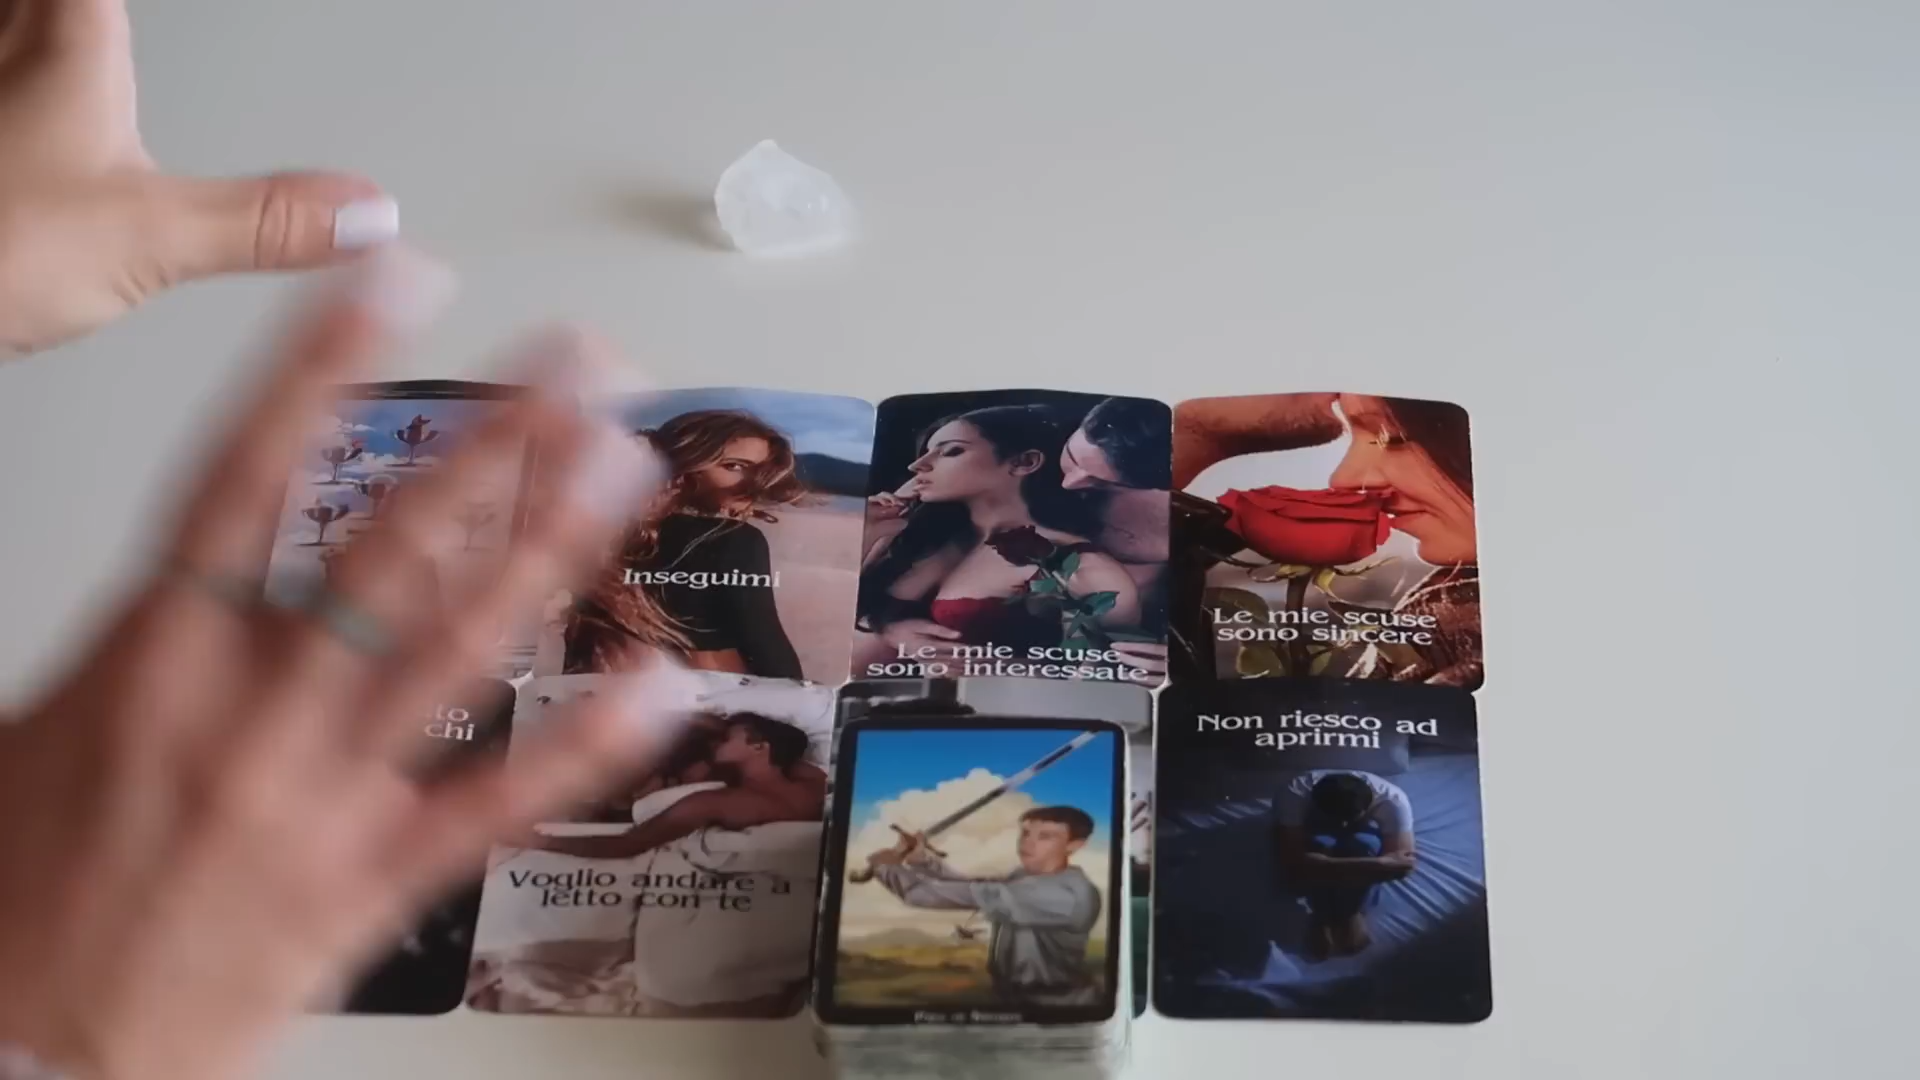 Inseguimi
Le mie scuse
sono interessate
Le mie scuse
sono sincere
chi
Voglio andare a
letto con te
Non riesco ad
aprirmi